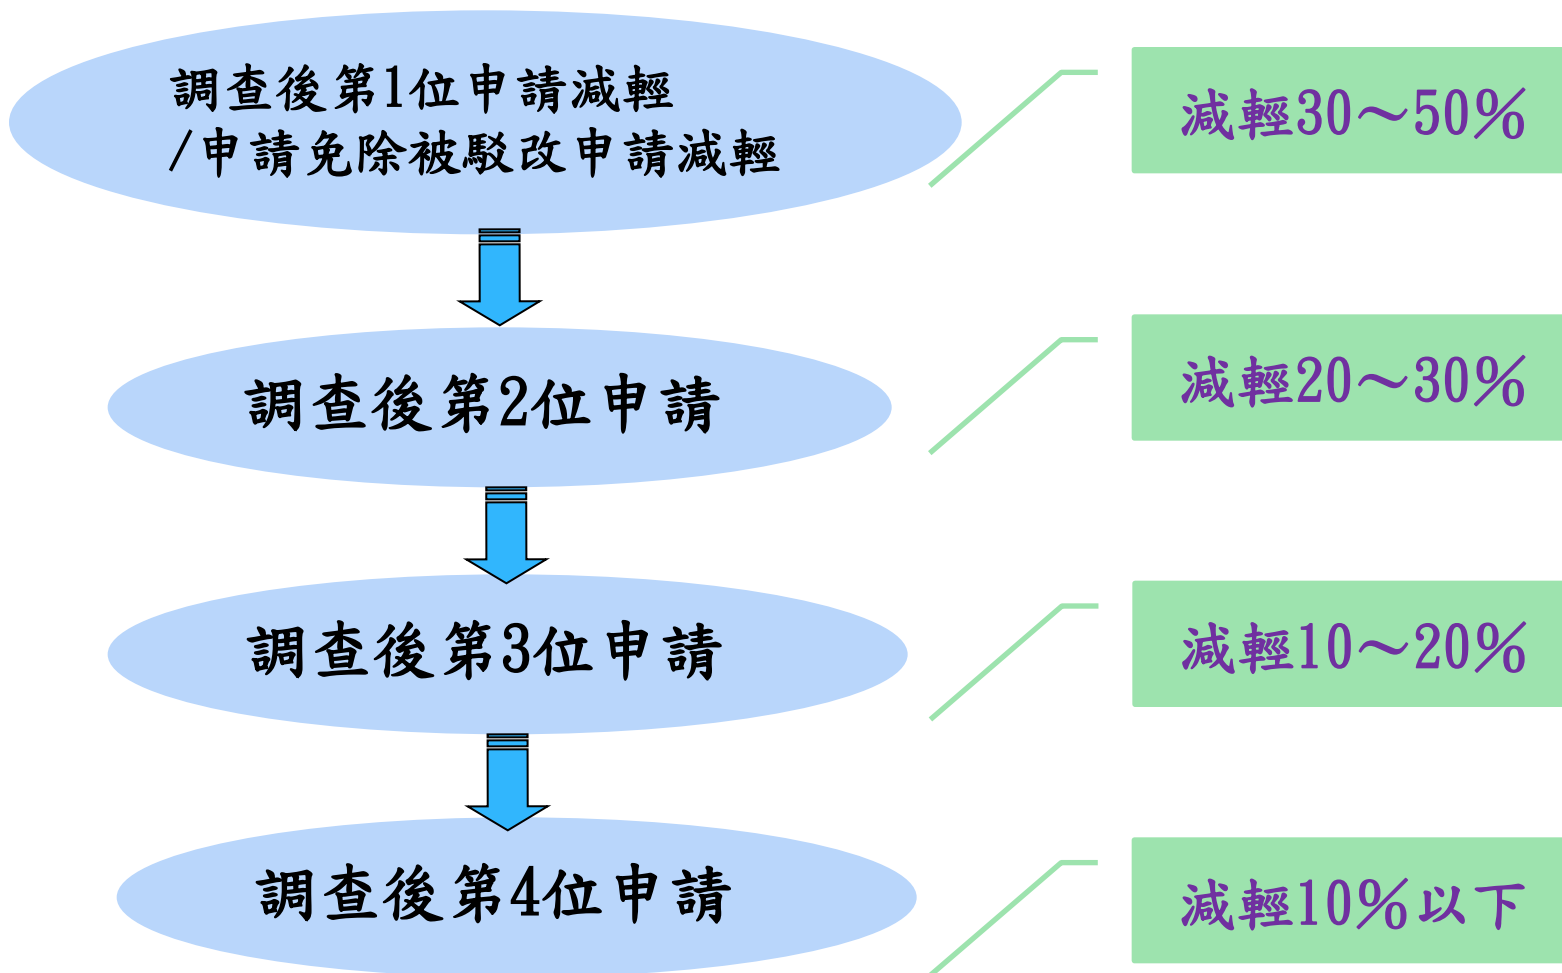 調查後第1位申請減輕
/申請免除被駁改申請減輕
減輕30～50%
調查後第2位申請
減輕20～30%
調查後第3位申請
減輕10～20%
調查後第4位申請
減輕10%以下